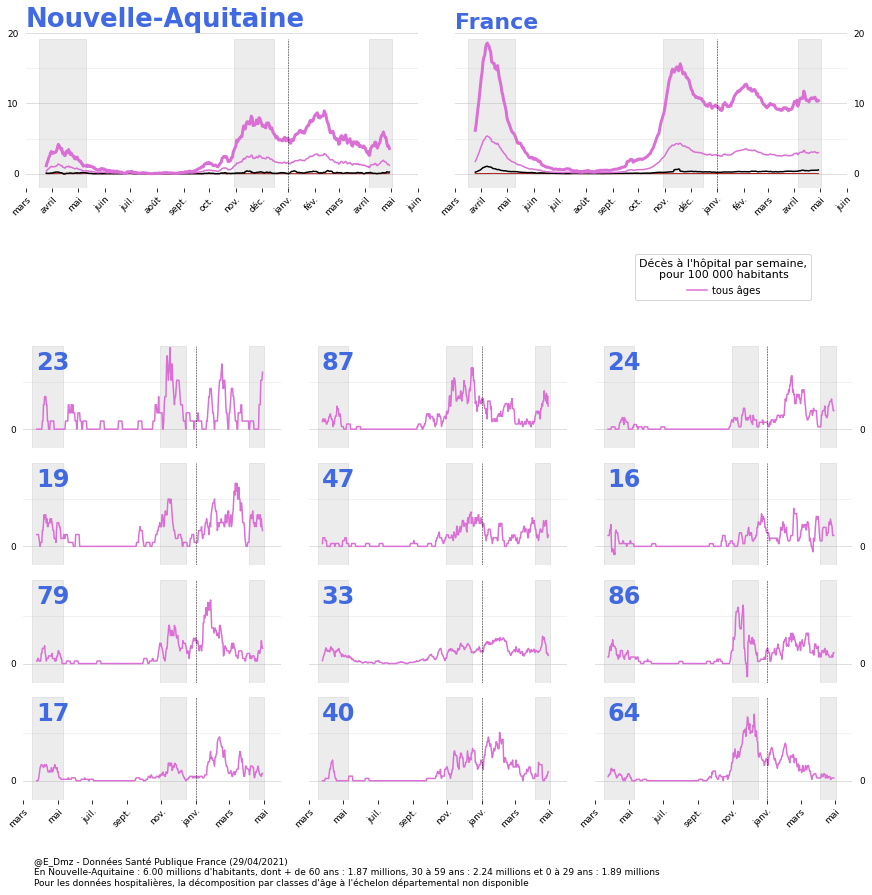 Nouvelle-Aquitaine
France
20
10
0
20
10
0
mars avril mai juin juil. août sept. oct. nov. déc. janv. fév. mars avril mai juin
mars avril mai juin juil. août sept. oct. nov. déc. janv. fév. mars avril mai juin
Décès à l'hôpital par semaine,
pour 100 000 habitants
tous âges
23
87
24
0
0
19
47
16
0
0
79
33
86
0
0
17
40
64
0
0
mars mai juil. sept. nov. janv. mars mai
mars mai juil. sept. nov. janv. mars mai
mars mai juil. sept. nov. janv. mars mai
@E_Dmz - Données Santé Publique France (29/04/2021)
En Nouvelle-Aquitaine : 6.00 millions d'habitants, dont + de 60 ans : 1.87 millions, 30 à 59 ans : 2.24 millions et 0 à 29 ans : 1.89 millions
Pour les données hospitalières, la décomposition par classes d'âge à l'échelon départemental non disponible